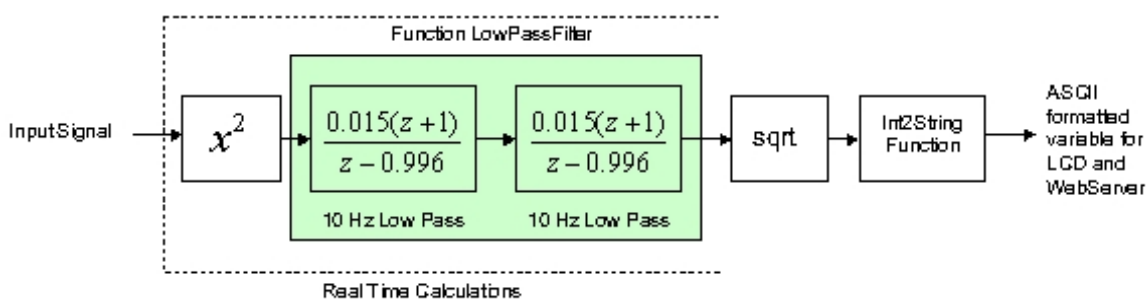 Function LowPassFilter
InputSignal
x²
0.015(z+1)
z−0.996
10 Hz Low Pass
0.015(z+1)
z−0.996
10 Hz Low Pass
sqrt
Int2String
Function
ASCII
formatted
variable for
LCD and
WebServer
Real Time Calculations